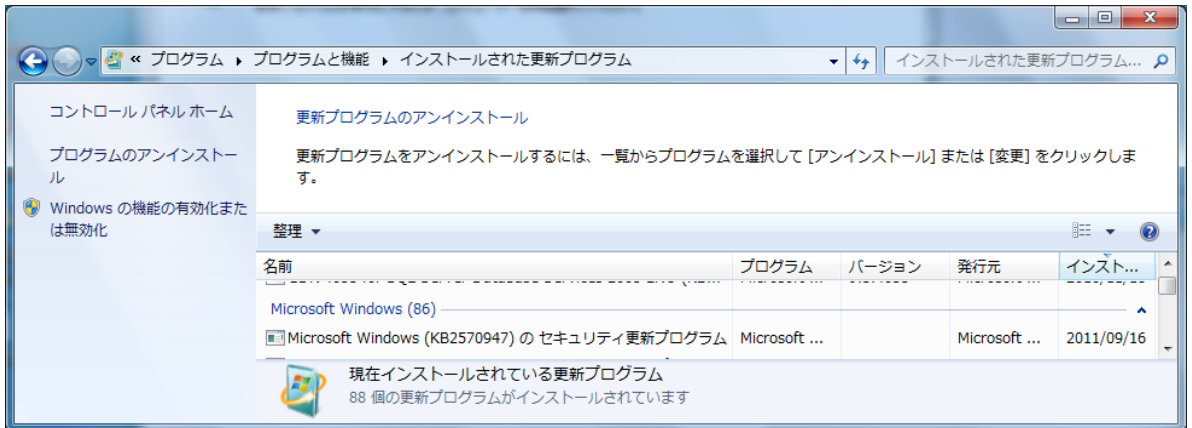 « プログラム ▸ プログラムと機能 ▸ インストールされた更新プログラム
インストールされた更新プログラム...
コントロール パネル ホーム
プログラムのアンインストー
ル
Windows の機能の有効化また
は無効化
更新プログラムのアンインストール
更新プログラムをアンインストールするには、一覧からプログラムを選択して [アンインストール] または [変更] をクリックしま
す。
整理
名前 プログラム バージョン 発行元 インスト...
Microsoft Windows (86)
Microsoft Windows (KB2570947) の セキュリティ更新プログラム Microsoft ... Microsoft ... 2011/09/16
現在インストールされている更新プログラム
88 個の更新プログラムがインストールされています